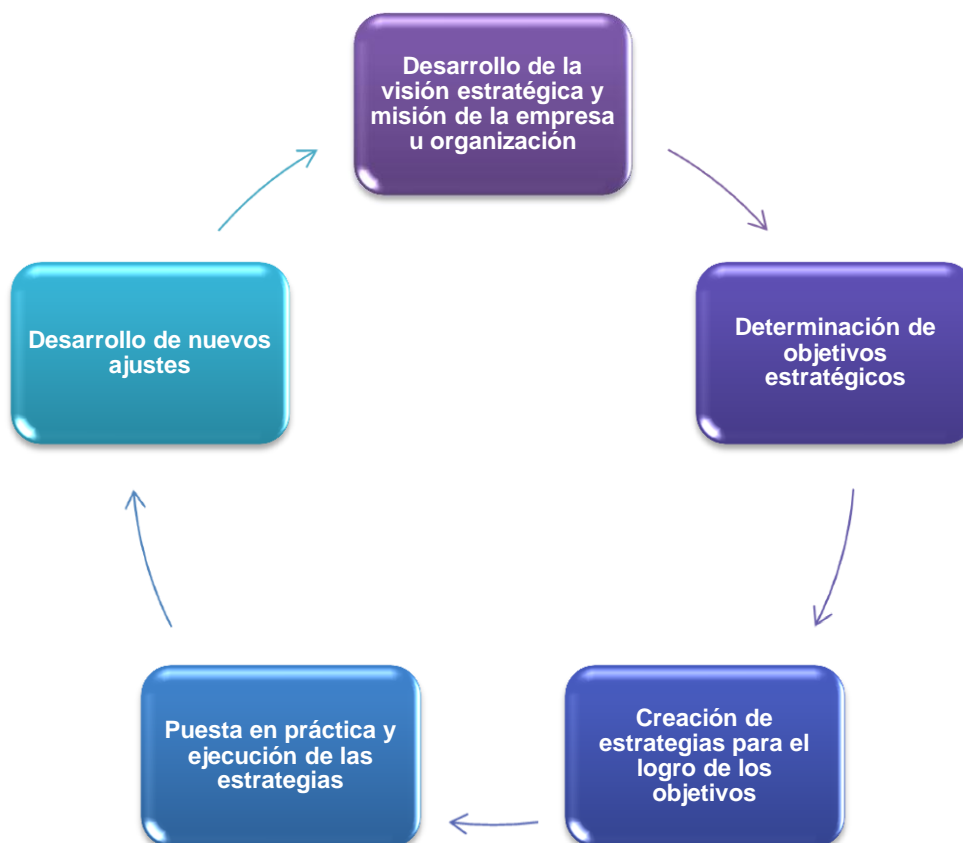 Desarrollo de la
visión estratégica y
misión de la empresa
u organización
Determinación de
objetivos
estratégicos
Creación de
estrategias para el
logro de los
objetivos
Puesta en práctica y
ejecución de las
estrategias
Desarrollo de nuevos
ajustes